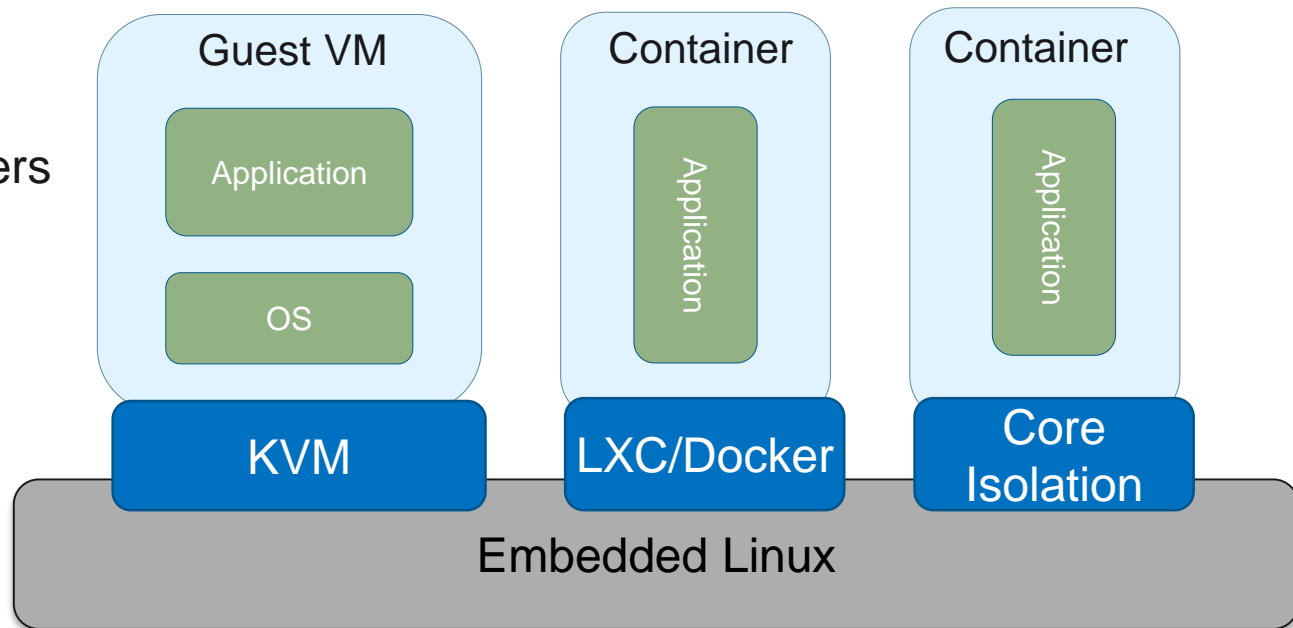 Guest VM
Container
Container
ers
Application
Application
Application
OS
KVM
LXC/Docker
Core
Isolation
Embedded Linux